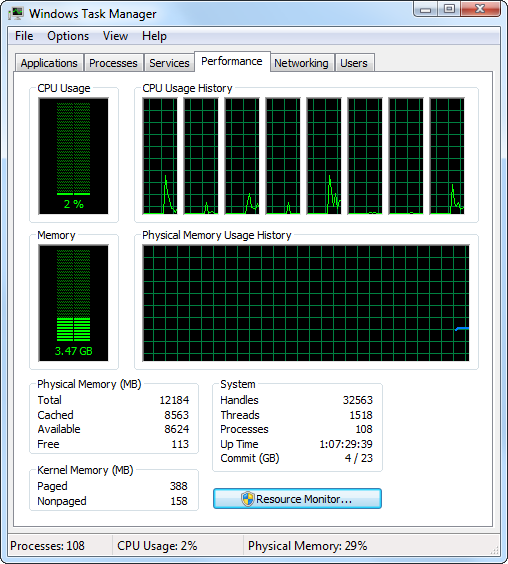 Windows Task Manager
File Options View Help
Applications Processes Services Performance Networking Users
CPU Usage CPU Usage History
2 %
Memory Physical Memory Usage History
3.47 GB
Physical Memory (MB) System
Total 12184 Handles 32563
Cached 8563 Threads 1518
Available 8624 Processes 108
Free 113 Up Time 1:07:29:39
Commit (GB) 4 / 23
Kernel Memory (MB)
Paged 388
Nonpaged 158
Resource Monitor...
Processes: 108 CPU Usage: 2% Physical Memory: 29%